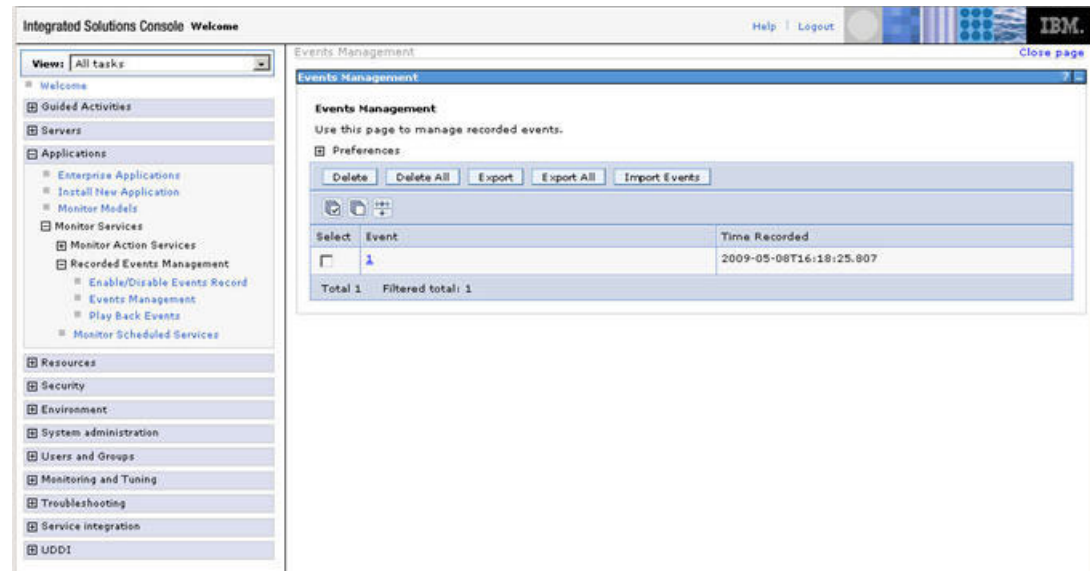 Integrated Solutions Console Welcome
Help | Logout
IBM.
View: All tasks
Welcome
Guided Activities
Servers
Applications
Enterprise Applications
Install New Application
Monitor Models
Monitor Services
Monitor Action Services
Recorded Events Management
Enable/Disable Events Record
Events Management
Play Back Events
Monitor Scheduled Services
Resources
Security
Environment
System administration
Users and Groups
Monitoring and Tuning
Troubleshooting
Service integration
UDDI
Events Management
Close page
Events Management
? _
Events Management
Use this page to manage recorded events.
Preferences
Delete Delete All Export Export All Import Events
Select Event Time Recorded
1 2009-05-08T16:18:25.807
Total 1 Filtered total: 1